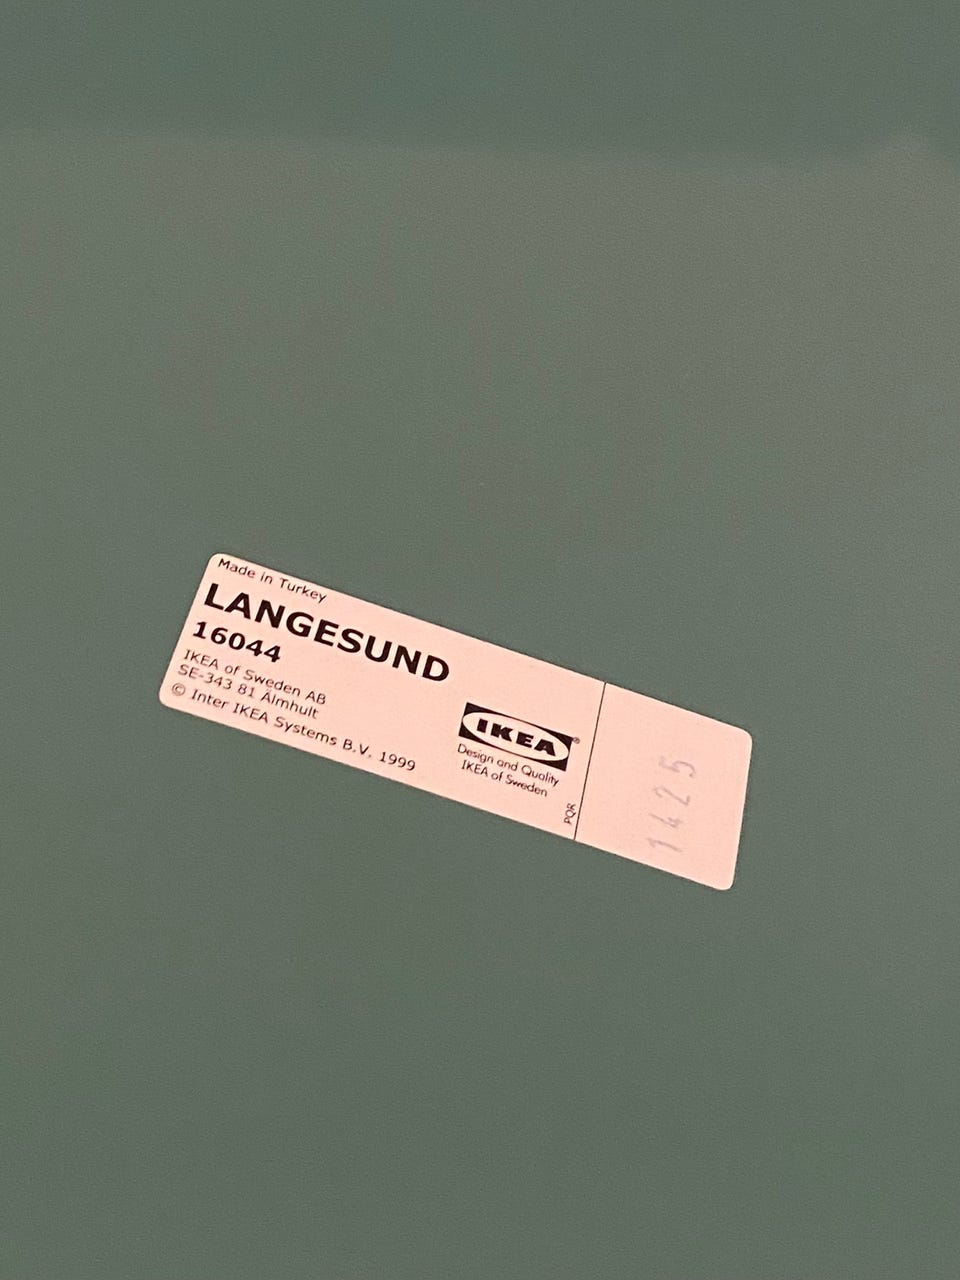 Made in Turkey
LANGESUND
16044
IKEA of Sweden AB
SE-343 81 Älmhult
© Inter IKEA Systems B.V. 1999
IKEA®
Design and Quality
IKEA of Sweden
PQR
1425